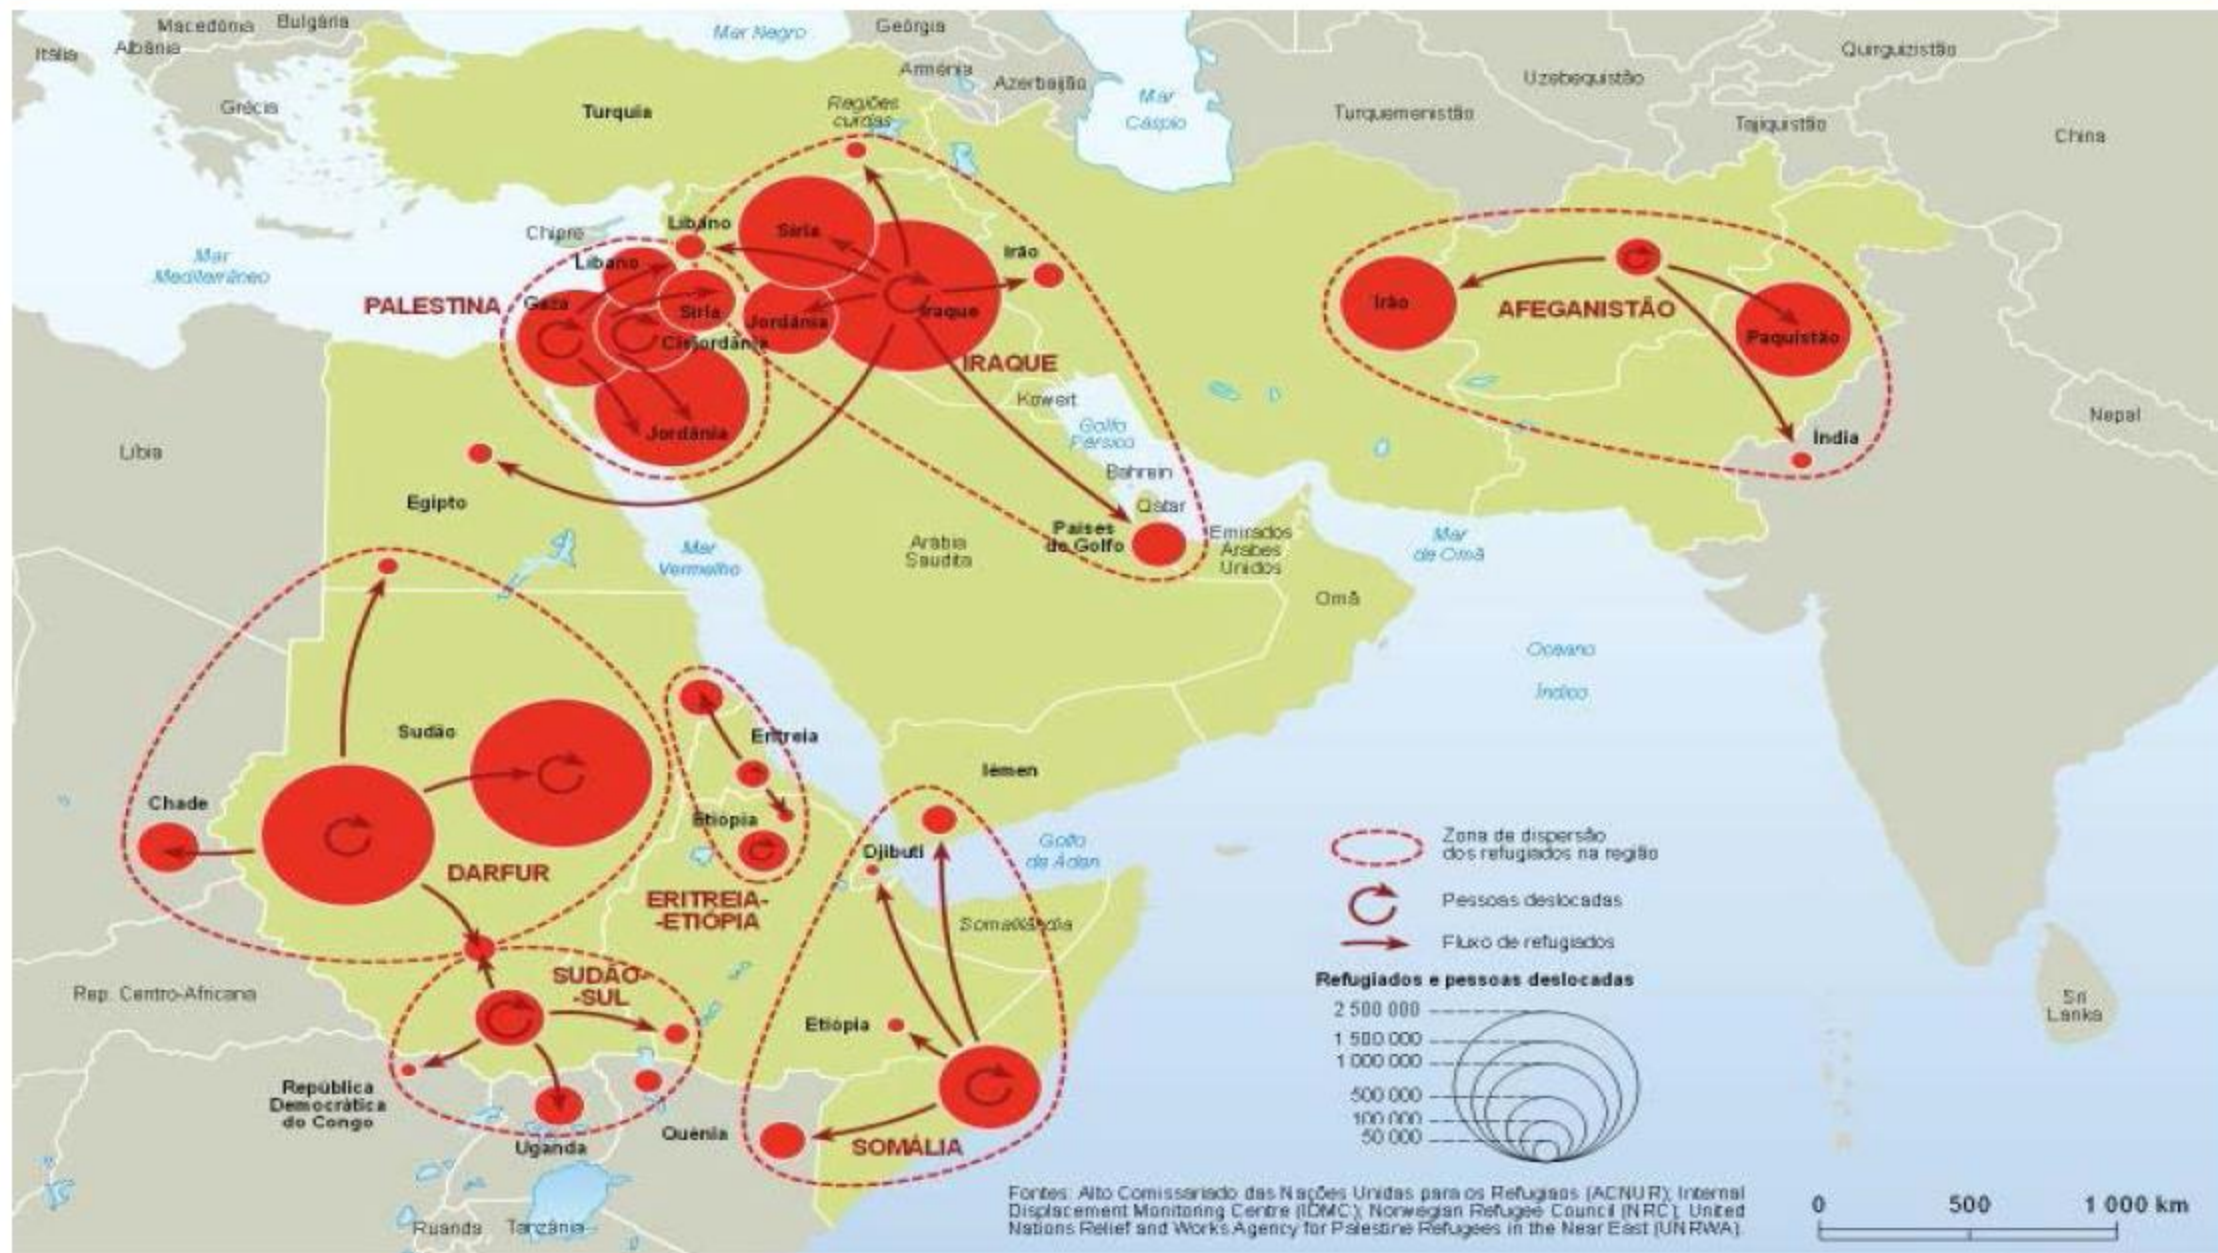 Macedónia
Bulgária
Itália
Albânia
Grécia
Mar Negro
Geórgia
Arménia
Azerbaijão
Mar
Cáspio
Uzebequistão
Quirguizistão
Turquemenistão
Tajiquistão
China
Turquia
Regiões
curdas
Chipre
Mar
Mediterrâneo
Líbano
Líbano
Síria
Irão
PALESTINA
Gaza
Síria
Jordânia
Iraque
Cisjordânia
IRAQUE
Jordânia
Irão
AFEGANISTÃO
Paquistão
Índia
Nepal
Kowert
Golfo
Pérsico
Bahrein
Qatar
Líbia
Egipto
Países
do Golfo
Emirados
Árabes
Unidos
Mar
de Omã
Arábia
Saudita
Mar
Vermelho
Omã
Oceano
Índico
Sudão
Eritreia
Iémen
Chade
Etiópia
DARFUR
ERITREIA-
-ETIÓPIA
Djibuti
Golfo
de Áden
Somalilândia
Rep. Centro-Africana
SUDÃO-
-SUL
Etiópia
República
Democrática
do Congo
Uganda
Quénia
SOMÁLIA
Ruanda
Tanzânia
Sri
Lanka
Zona de dispersão
dos refugiados na região
Pessoas deslocadas
Fluxo de refugiados
Refugiados e pessoas deslocadas
2 500 000
1 500 000
1 000 000
500 000
100 000
50 000
Fontes: Alto Comissariado das Nações Unidas para os Refugiaos (ACNUR); Internal
Displacement Monitoring Centre (IDMC); Norwegian Refugee Council (NRC); United
Nations Relief and Works Agency for Palestine Refugees in the Near East (UNRWA).
0 500 1 000 km